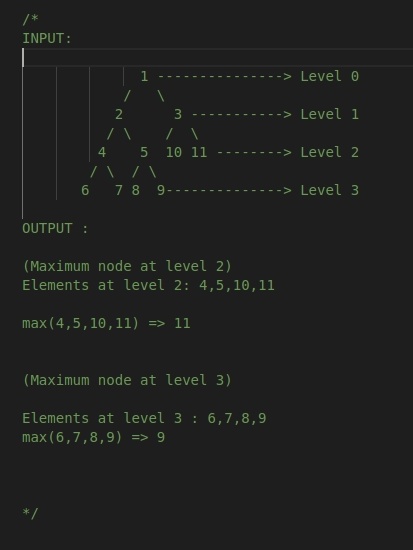 /*
INPUT:
              1 ---------------> Level 0
            /   \
           2      3 -----------> Level 1
          / \    /  \
         4    5  10 11 --------> Level 2
        / \  / \
       6   7 8  9--------------> Level 3
OUTPUT :
(Maximum node at level 2)
Elements at level 2: 4,5,10,11
max(4,5,10,11) => 11
(Maximum node at level 3)
Elements at level 3 : 6,7,8,9
max(6,7,8,9) => 9
*/